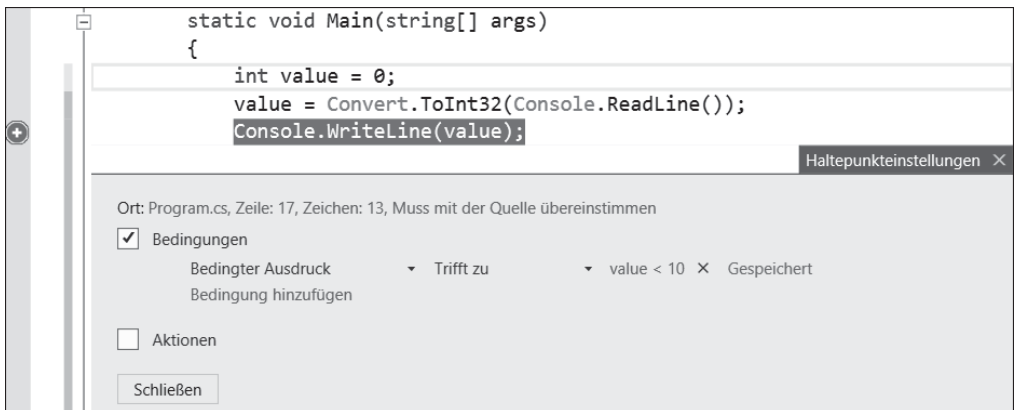 static void Main(string[] args)
{
int value = 0;
value = Convert.ToInt32(Console.ReadLine());
Console.WriteLine(value);
Haltepunkteinstellungen ×
Ort: Program.cs, Zeile: 17, Zeichen: 13, Muss mit der Quelle übereinstimmen
Bedingungen
Bedingter Ausdruck Trifft zu value < 10 × Gespeichert
Bedingung hinzufügen
Aktionen
Schließen